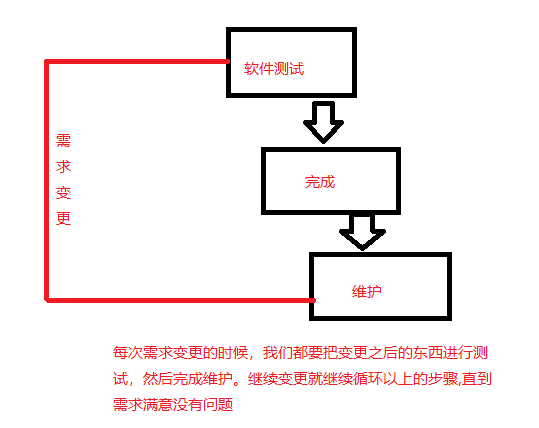 软件测试
需求变更
完成
维护
每次需求变更的时候，我们都要把变更之后的东西进行测
试，然后完成维护。继续变更就继续循环以上的步骤,直到
需求满意没有问题